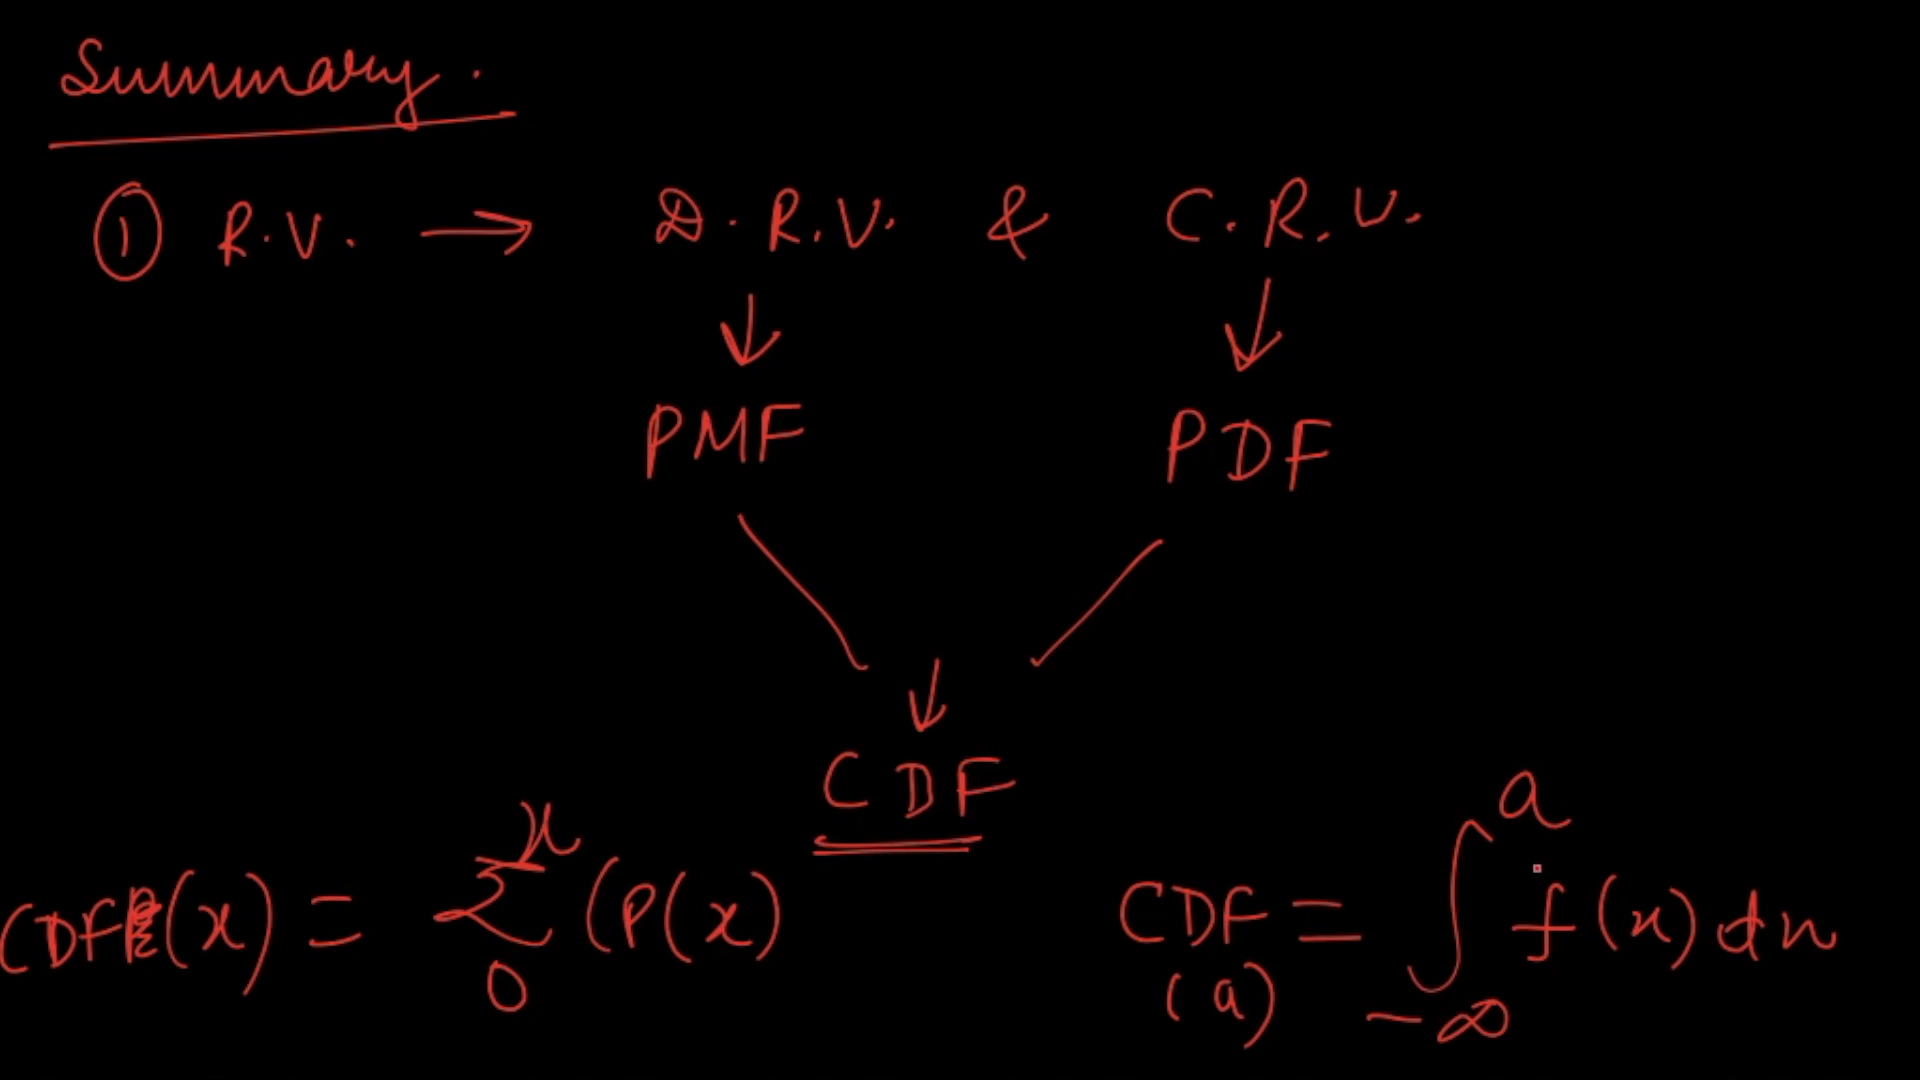 Summary.
① R.V. → D.R.V. & C.R.V.
↓ ↓
PMF PDF
↓
CDF
CDF(x) = Σ₀ˣ (P(x)
CDF (a) = ∫₋∞ᵃ f(x) dx